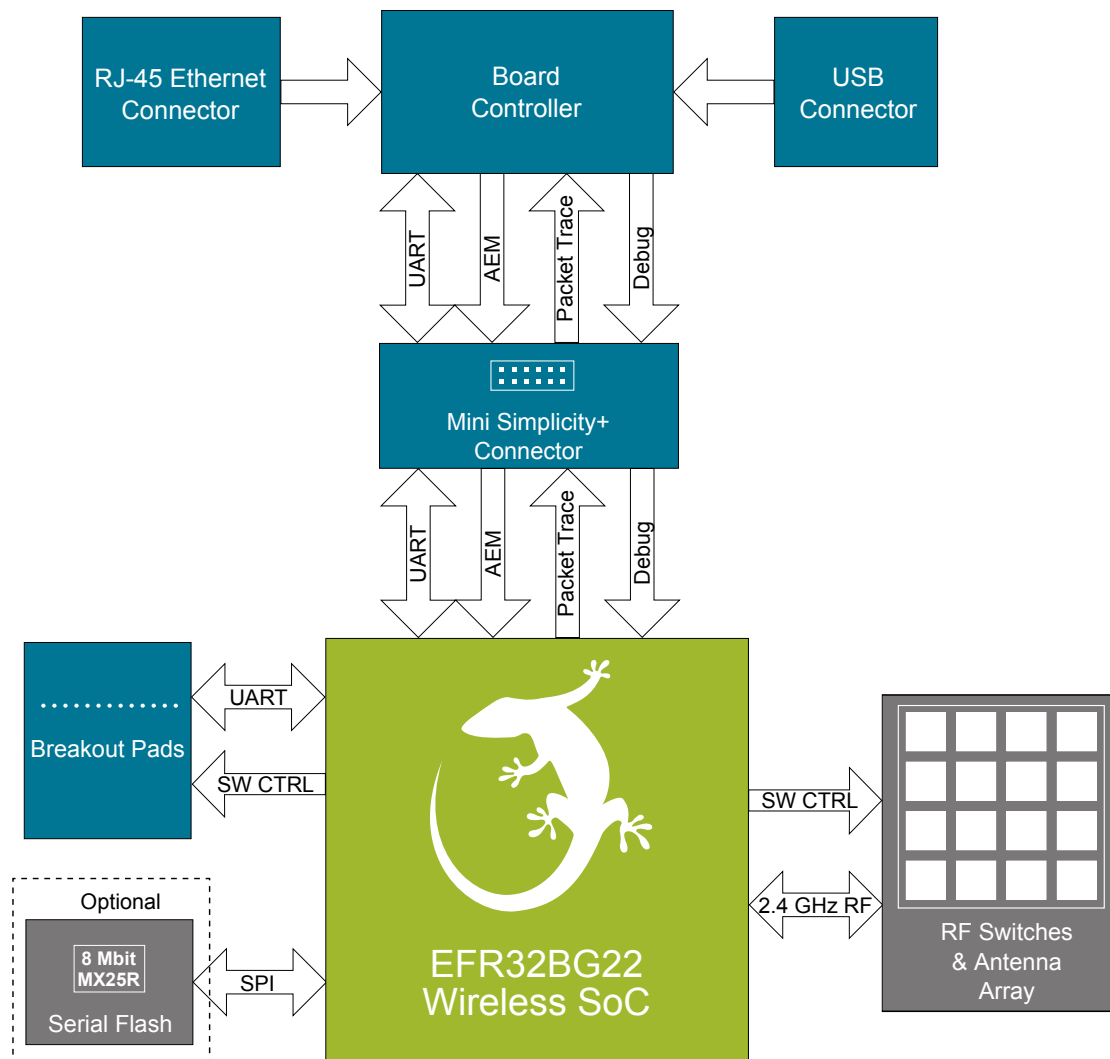 RJ-45 Ethernet
Connector
Board
Controller
USB
Connector
UART
AEM
Packet Trace
Debug
Mini Simplicity+
Connector
UART
AEM
Packet Trace
Debug
Breakout Pads
UART
SW CTRL
SW CTRL
2.4 GHz RF
RF Switches
& Antenna
Array
Optional
8 Mbit
MX25R
Serial Flash
SPI
EFR32BG22
Wireless SoC